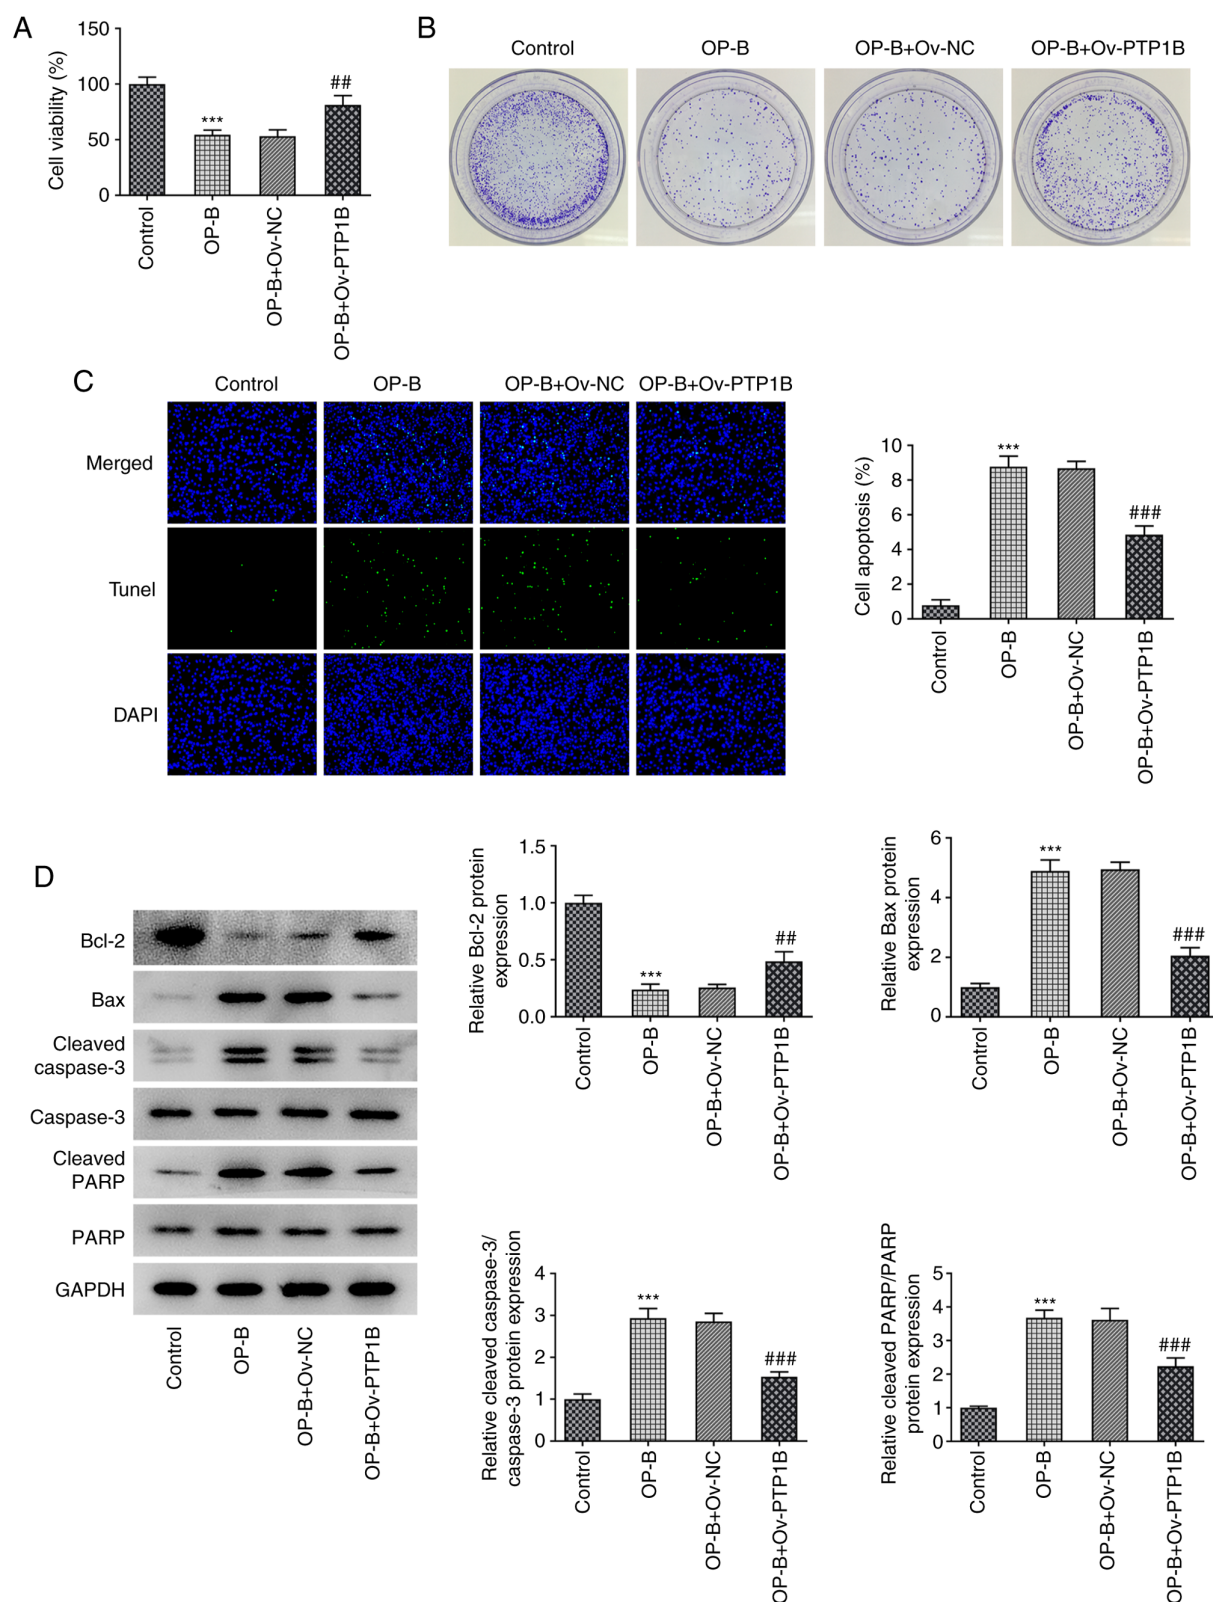 A
Cell viability (%)
150
100
50
0
***
##
Control
OP-B
OP-B+Ov-NC
OP-B+Ov-PTP1B
B
Control
OP-B
OP-B+Ov-NC
OP-B+Ov-PTP1B
C
Control
OP-B
OP-B+Ov-NC
OP-B+Ov-PTP1B
Merged
Tunel
DAPI
Cell apoptosis (%)
10
8
6
4
2
0
***
###
Control
OP-B
OP-B+Ov-NC
OP-B+Ov-PTP1B
D
Bcl-2
Bax
Cleaved
caspase-3
Caspase-3
Cleaved
PARP
PARP
GAPDH
Control
OP-B
OP-B+Ov-NC
OP-B+Ov-PTP1B
Relative Bcl-2 protein
expression
1.5
1.0
0.5
0.0
***
##
Control
OP-B
OP-B+Ov-NC
OP-B+Ov-PTP1B
Relative Bax protein
expression
6
4
2
0
***
###
Control
OP-B
OP-B+Ov-NC
OP-B+Ov-PTP1B
Relative cleaved caspase-3/
caspase-3 protein expression
4
3
2
1
0
***
###
Control
OP-B
OP-B+Ov-NC
OP-B+Ov-PTP1B
Relative cleaved PARP/PARP
protein expression
5
4
3
2
1
0
***
###
Control
OP-B
OP-B+Ov-NC
OP-B+Ov-PTP1B